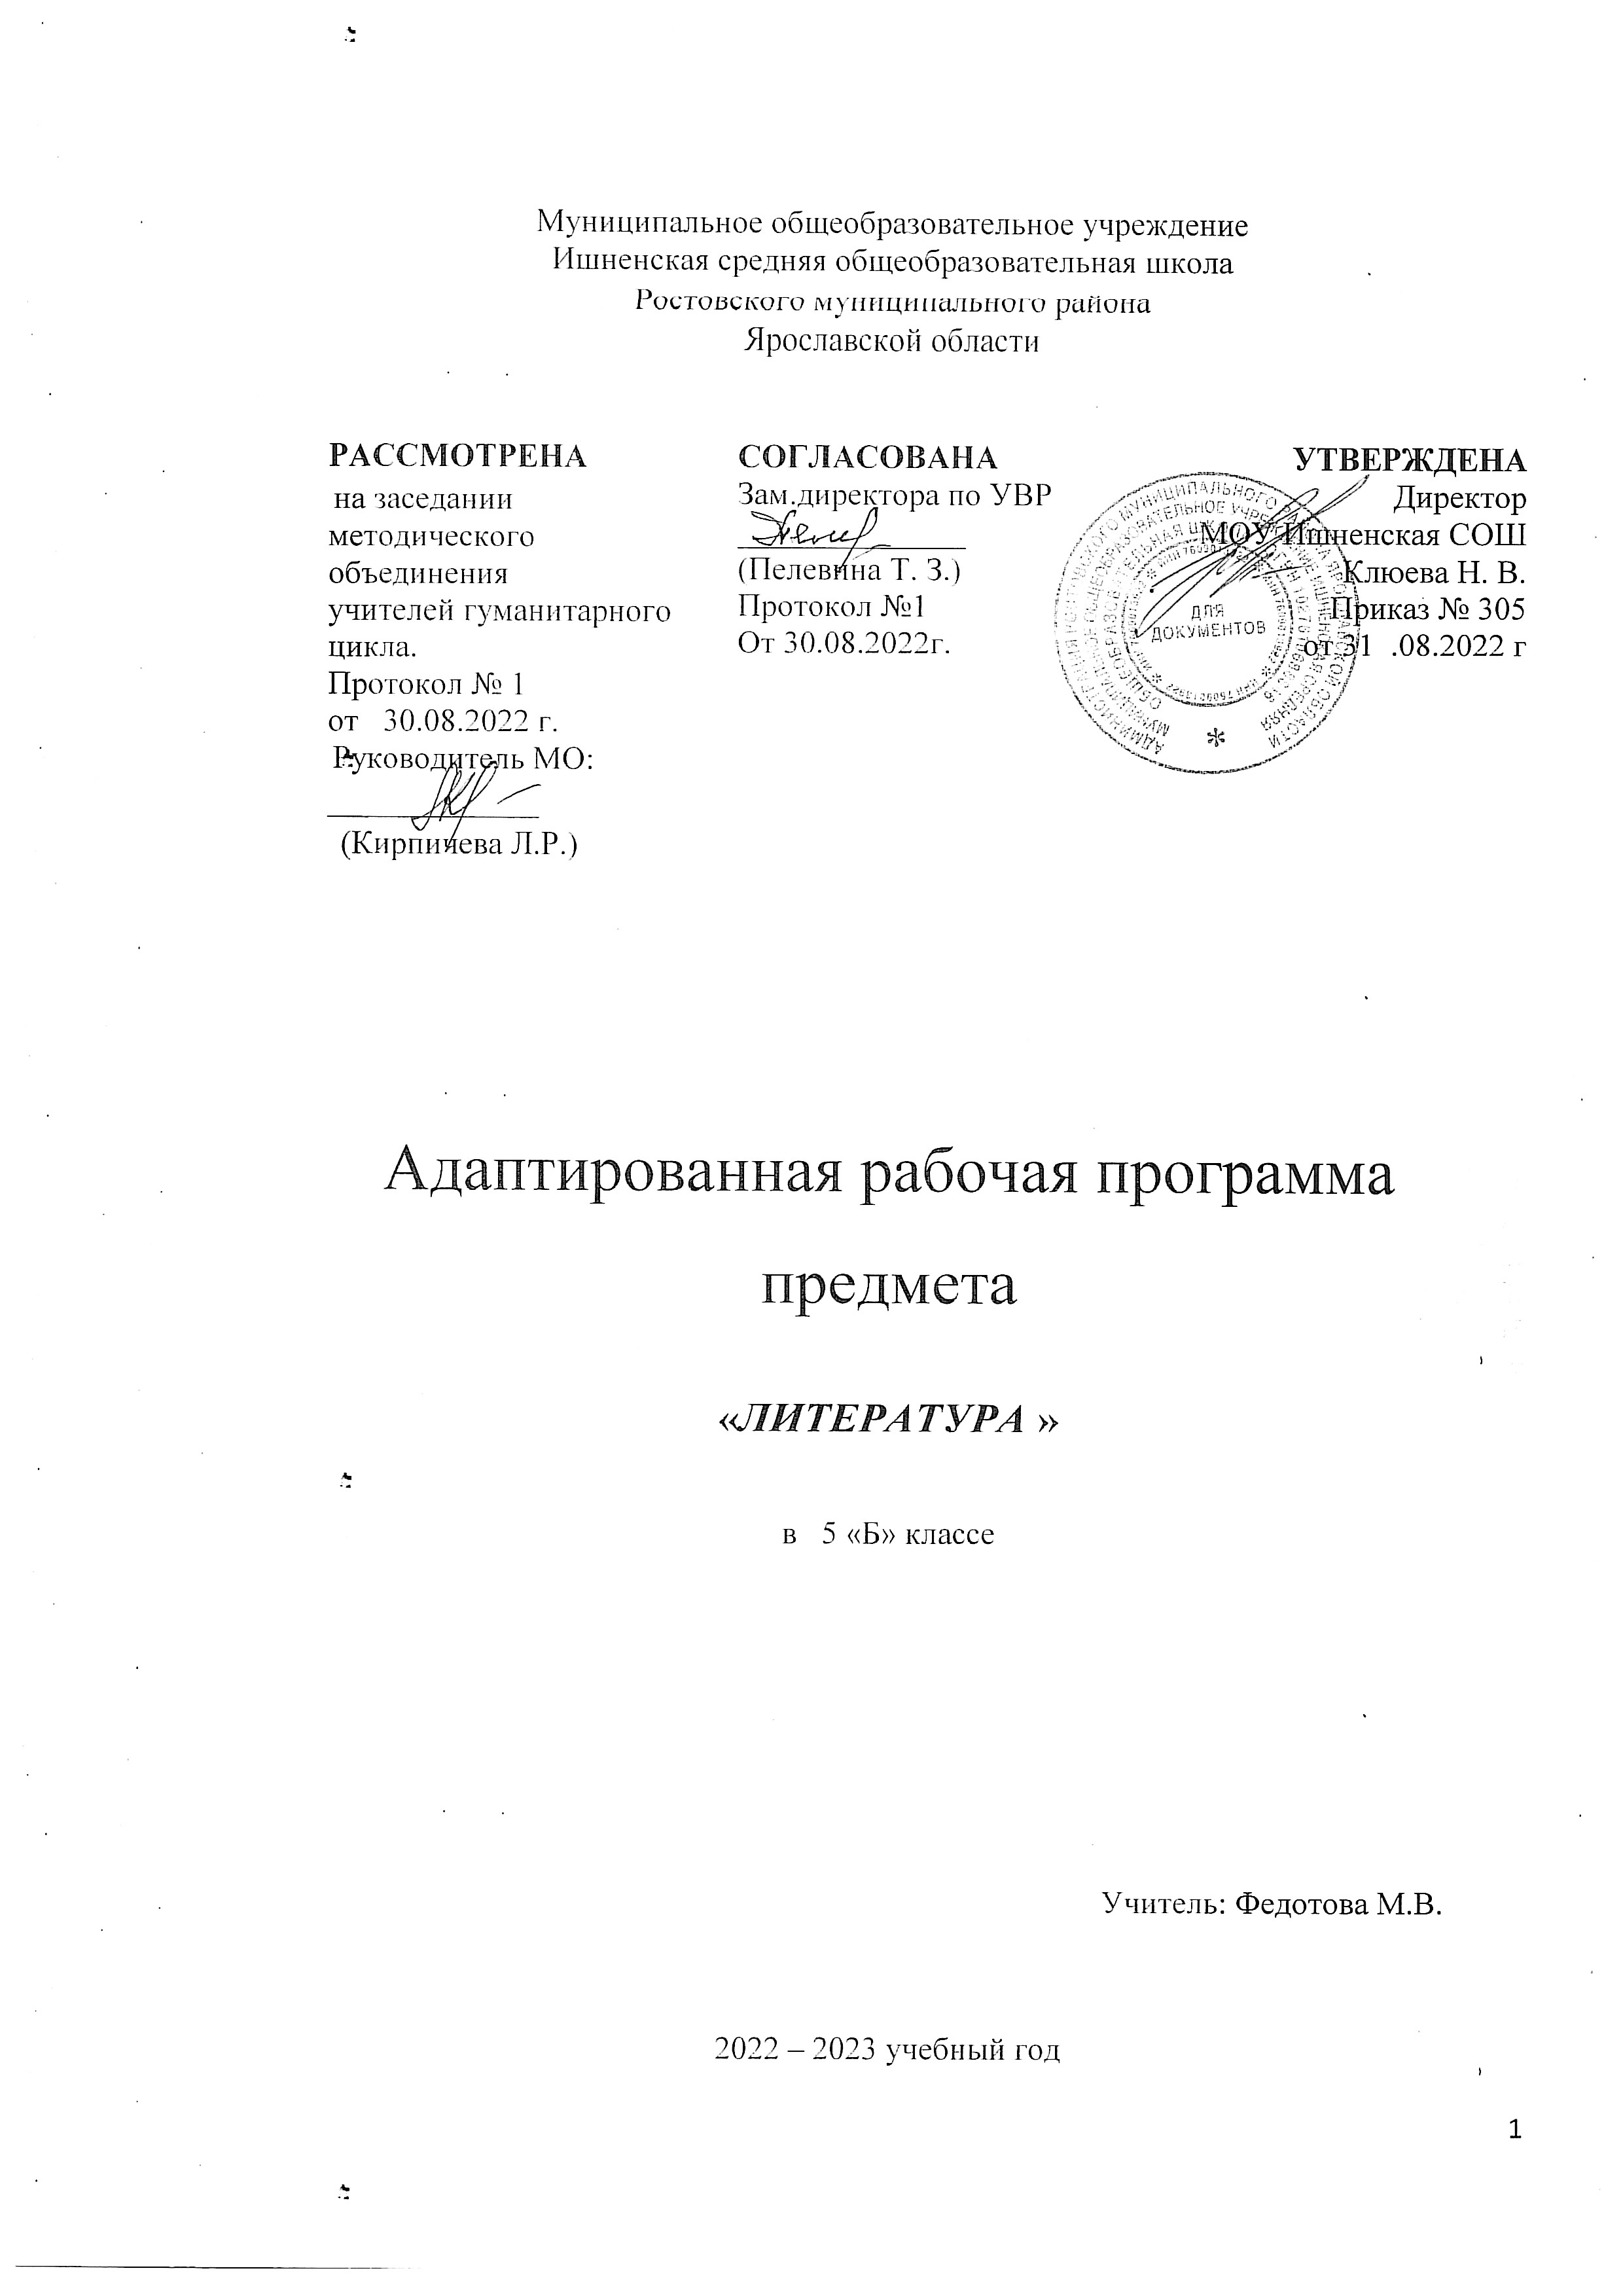 Муниципальное общеобразовательное учреждение
Ишненская средняя общеобразовательная школа
Ростовского муниципального района
Ярославской области
РАССМОТРЕНА
на заседании
методического
объединения
учителей гуманитарного
цикла.
Протокол № 1
от 30.08.2022 г.
Руководитель МО:
(Кирпичева Л.Р.)
СОГЛАСОВАНА
Зам.директора по УВР
(Пелевина Т. З.)
Протокол №1
От 30.08.2022г.
УТВЕРЖДЕНА
Директор
МОУ Ишненская СОШ
Клюева Н. В.
Приказ № 305
от 31 .08.2022 г
ДЛЯ
ДОКУМЕНТОВ
Адаптированная рабочая программа
предмета
«ЛИТЕРАТУРА »
в 5 «Б» классе
Учитель: Федотова М.В.
2022 – 2023 учебный год
1